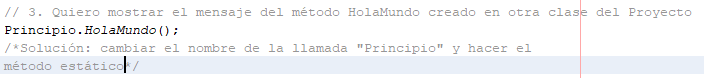 // 3. Quiero mostrar el mensaje del método HolaMundo creado en otra clase del Proyecto
Principio.HolaMundo();
/*Solución: cambiar el nombre de la llamada "Principio" y hacer el
método estático*/